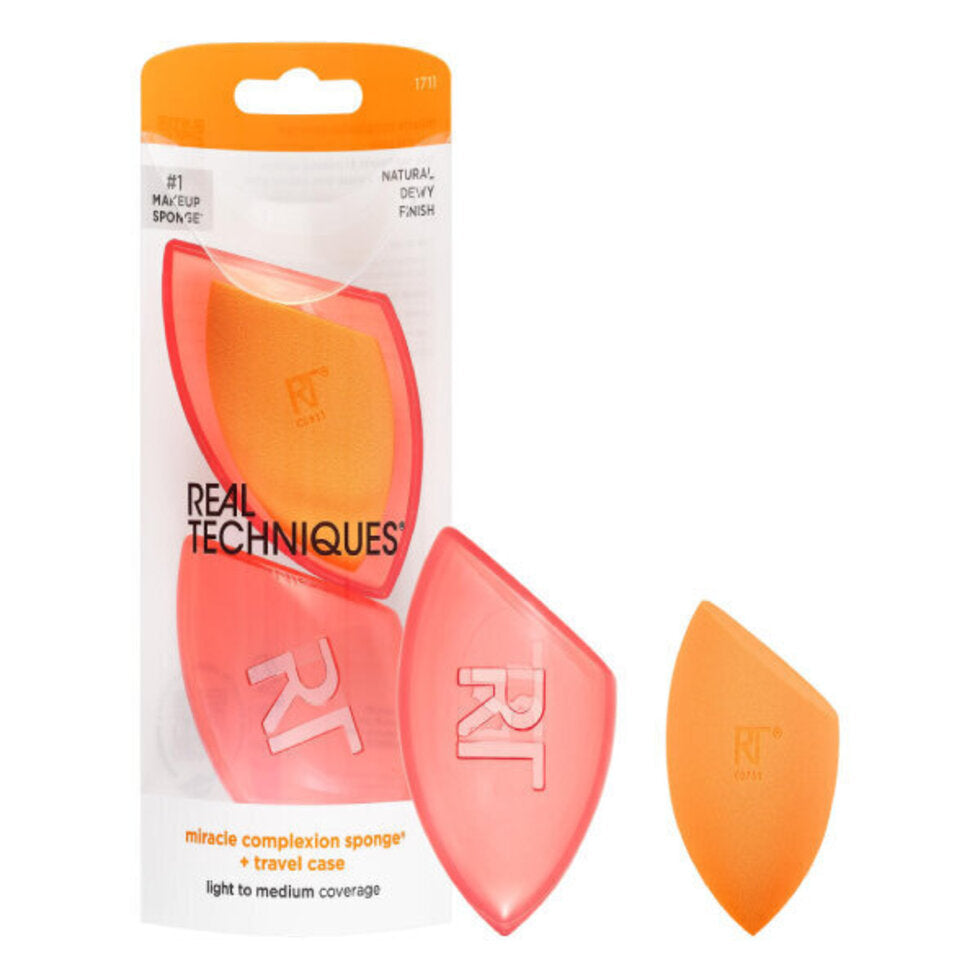 1711
#1
MAKEUP
SPONGE*
NATURAL
DEWY
FINISH
RT®
REAL
TECHNIQUES®
RT
miracle complexion sponge®
+ travel case
light to medium coverage
RT
RT®